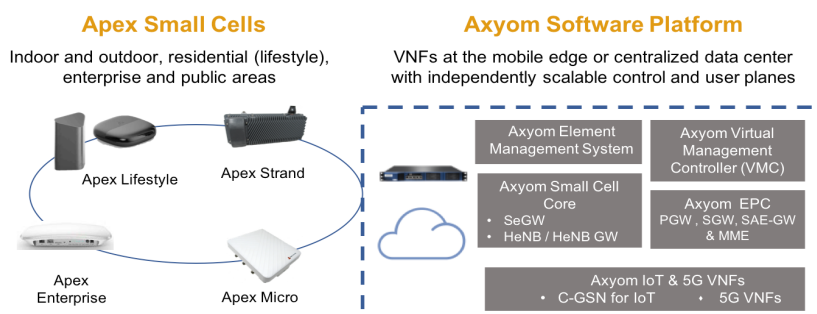 Apex Small Cells
Indoor and outdoor, residential (lifestyle),
enterprise and public areas
Apex Lifestyle
Apex Strand
Apex
Enterprise
Apex Micro
Axyom Software Platform
VNFs at the mobile edge or centralized data center
with independently scalable control and user planes
Axyom Element
Management System
Axyom Virtual
Management
Controller (VMC)
Axyom Small Cell
Core
• SeGW
• HeNB / HeNB GW
Axyom EPC
PGW , SGW, SAE-GW
& MME
Axyom IoT & 5G VNFs
• C-GSN for IoT • 5G VNFs